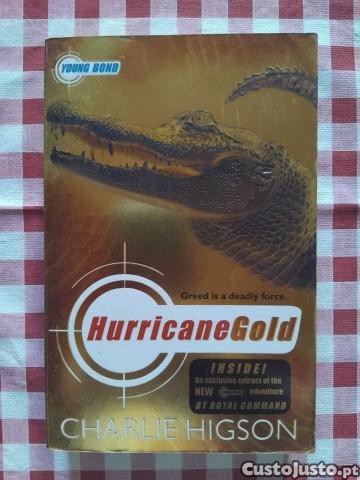 YOUNG BOND
Greed is a deadly force.
HurricaneGold
INSIDE!
An exclusive extract of the
NEW adventure
BY ROYAL COMMAND
CHARLIE HIGSON
CustoJusto.pt